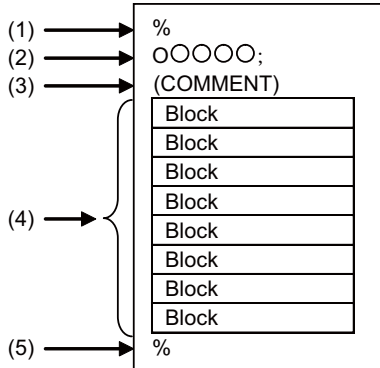 (1) %
(2) O○○○○;
(3) (COMMENT)
Block
Block
Block
Block
(4)
Block
Block
Block
Block
(5) %